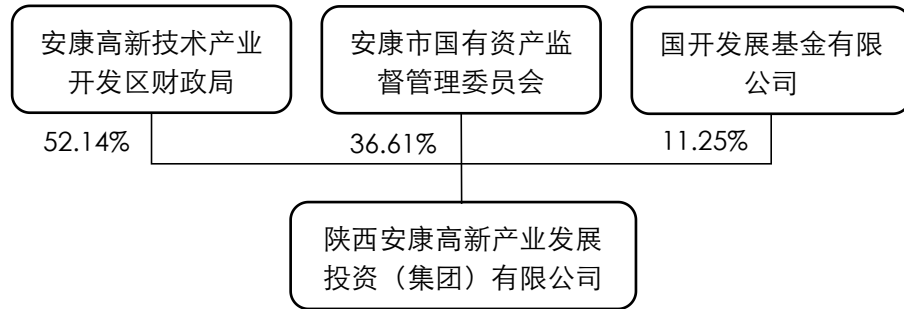 安康高新技术产业
开发区财政局
安康市国有资产监
督管理委员会
国开发展基金有限
公司
52.14%
36.61%
11.25%
陕西安康高新产业发展
投资（集团）有限公司